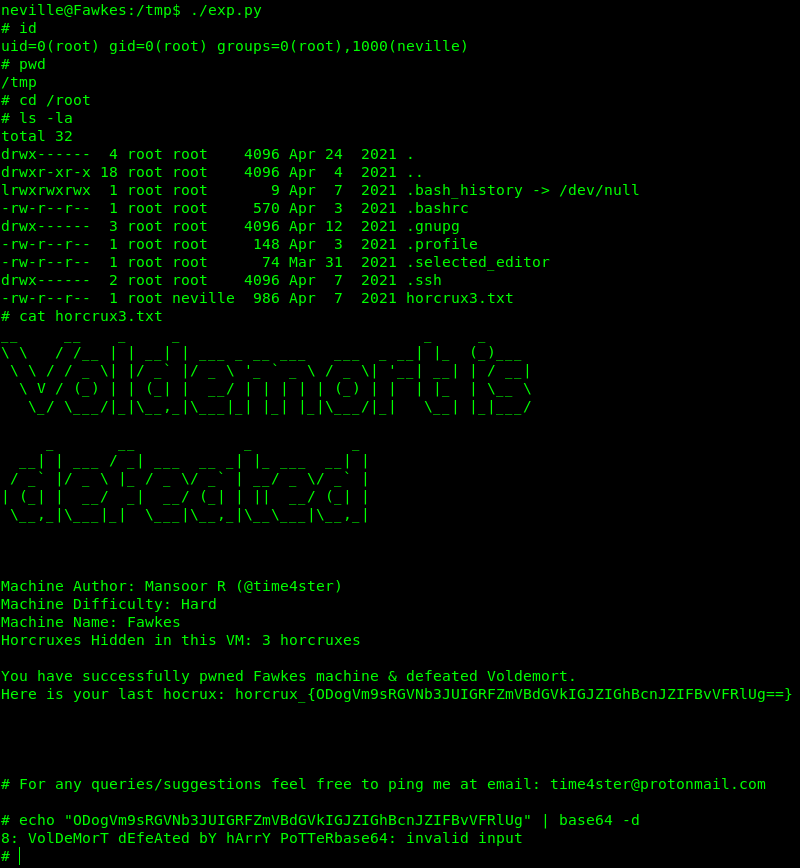 neville@Fawkes:/tmp$ ./exp.py
# id
uid=0(root) gid=0(root) groups=0(root),1000(neville)
# pwd
/tmp
# cd /root
# ls -la
total 32
drwx------  4 root root    4096 Apr 24  2021 .
drwxr-xr-x 18 root root    4096 Apr  4  2021 ..
lrwxrwxrwx  1 root root       9 Apr  7  2021 .bash_history -> /dev/null
-rw-r--r--  1 root root     570 Apr  3  2021 .bashrc
drwx------  3 root root    4096 Apr 12  2021 .gnupg
-rw-r--r--  1 root root     148 Apr  3  2021 .profile
-rw-r--r--  1 root root      74 Mar 31  2021 .selected_editor
drwx------  2 root root    4096 Apr  7  2021 .ssh
-rw-r--r--  1 root neville  986 Apr  7  2021 horcrux3.txt
# cat horcrux3.txt
Voldemort is
defeated
Machine Author: Mansoor R (@time4ster)
Machine Difficulty: Hard
Machine Name: Fawkes
Horcruxes Hidden in this VM: 3 horcruxes
You have successfully pwned Fawkes machine & defeated Voldemort.
Here is your last hocrux: horcrux_{ODogVm9sRGVNb3JUIGRFZmVBdGVkIGJZIGhBcnJZIFBvVFRlUg==}
# For any queries/suggestions feel free to ping me at email: time4ster@protonmail.com
# echo "ODogVm9sRGVNb3JUIGRFZmVBdGVkIGJZIGhBcnJZIFBvVFRlUg" | base64 -d
8: VolDeMorT dEfeAted bY hArrY PoTTeRbase64: invalid input
#